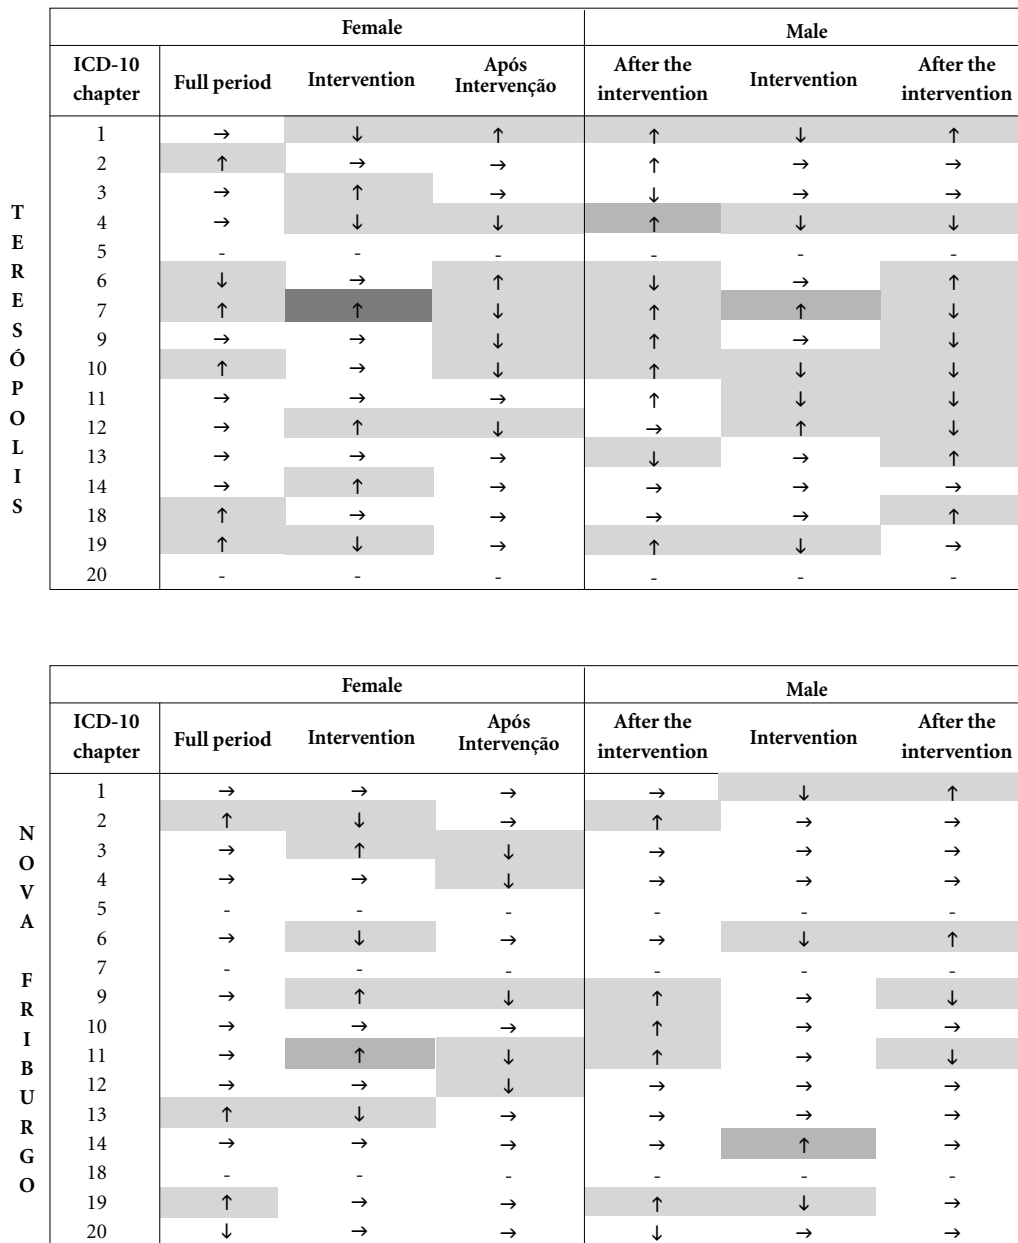 Female Male
ICD-10 chapter Full period Intervention Após Intervenção After the intervention Intervention After the intervention
TERESÓPOLIS
1 → ↓ ↑ ↑ ↓ ↑
2 ↑ → → ↑ → →
3 → ↑ → ↓ → →
4 → ↓ ↓ ↑ ↓ ↓
5 - - - - - -
6 ↓ → ↑ ↓ → ↑
7 ↑ ↑ ↓ ↑ ↑ ↓
9 → → ↓ ↑ → ↓
10 ↑ → ↓ ↑ ↓ ↓
11 → → → ↑ ↓ ↓
12 → ↑ ↓ → ↑ ↓
13 → → → ↓ → ↑
14 → ↑ → → → →
18 ↑ → → → → ↑
19 ↑ ↓ → ↑ ↓ →
20 - - - - - -
Female Male
ICD-10 chapter Full period Intervention Após Intervenção After the intervention Intervention After the intervention
NOVA FRIBURGO
1 → → → → ↓ ↑
2 ↑ ↓ → ↑ → →
3 → ↑ ↓ → → →
4 → → ↓ → → →
5 - - - - - -
6 → ↓ → → ↓ ↑
7 - - - - - -
9 → ↑ ↓ ↑ → ↓
10 → → → ↑ → →
11 → ↑ ↓ ↑ → ↓
12 → → ↓ → → →
13 ↑ ↓ → → → →
14 → → → → ↑ →
18 - - - - - -
19 ↑ → → ↑ ↓ →
20 ↓ → → ↓ → →